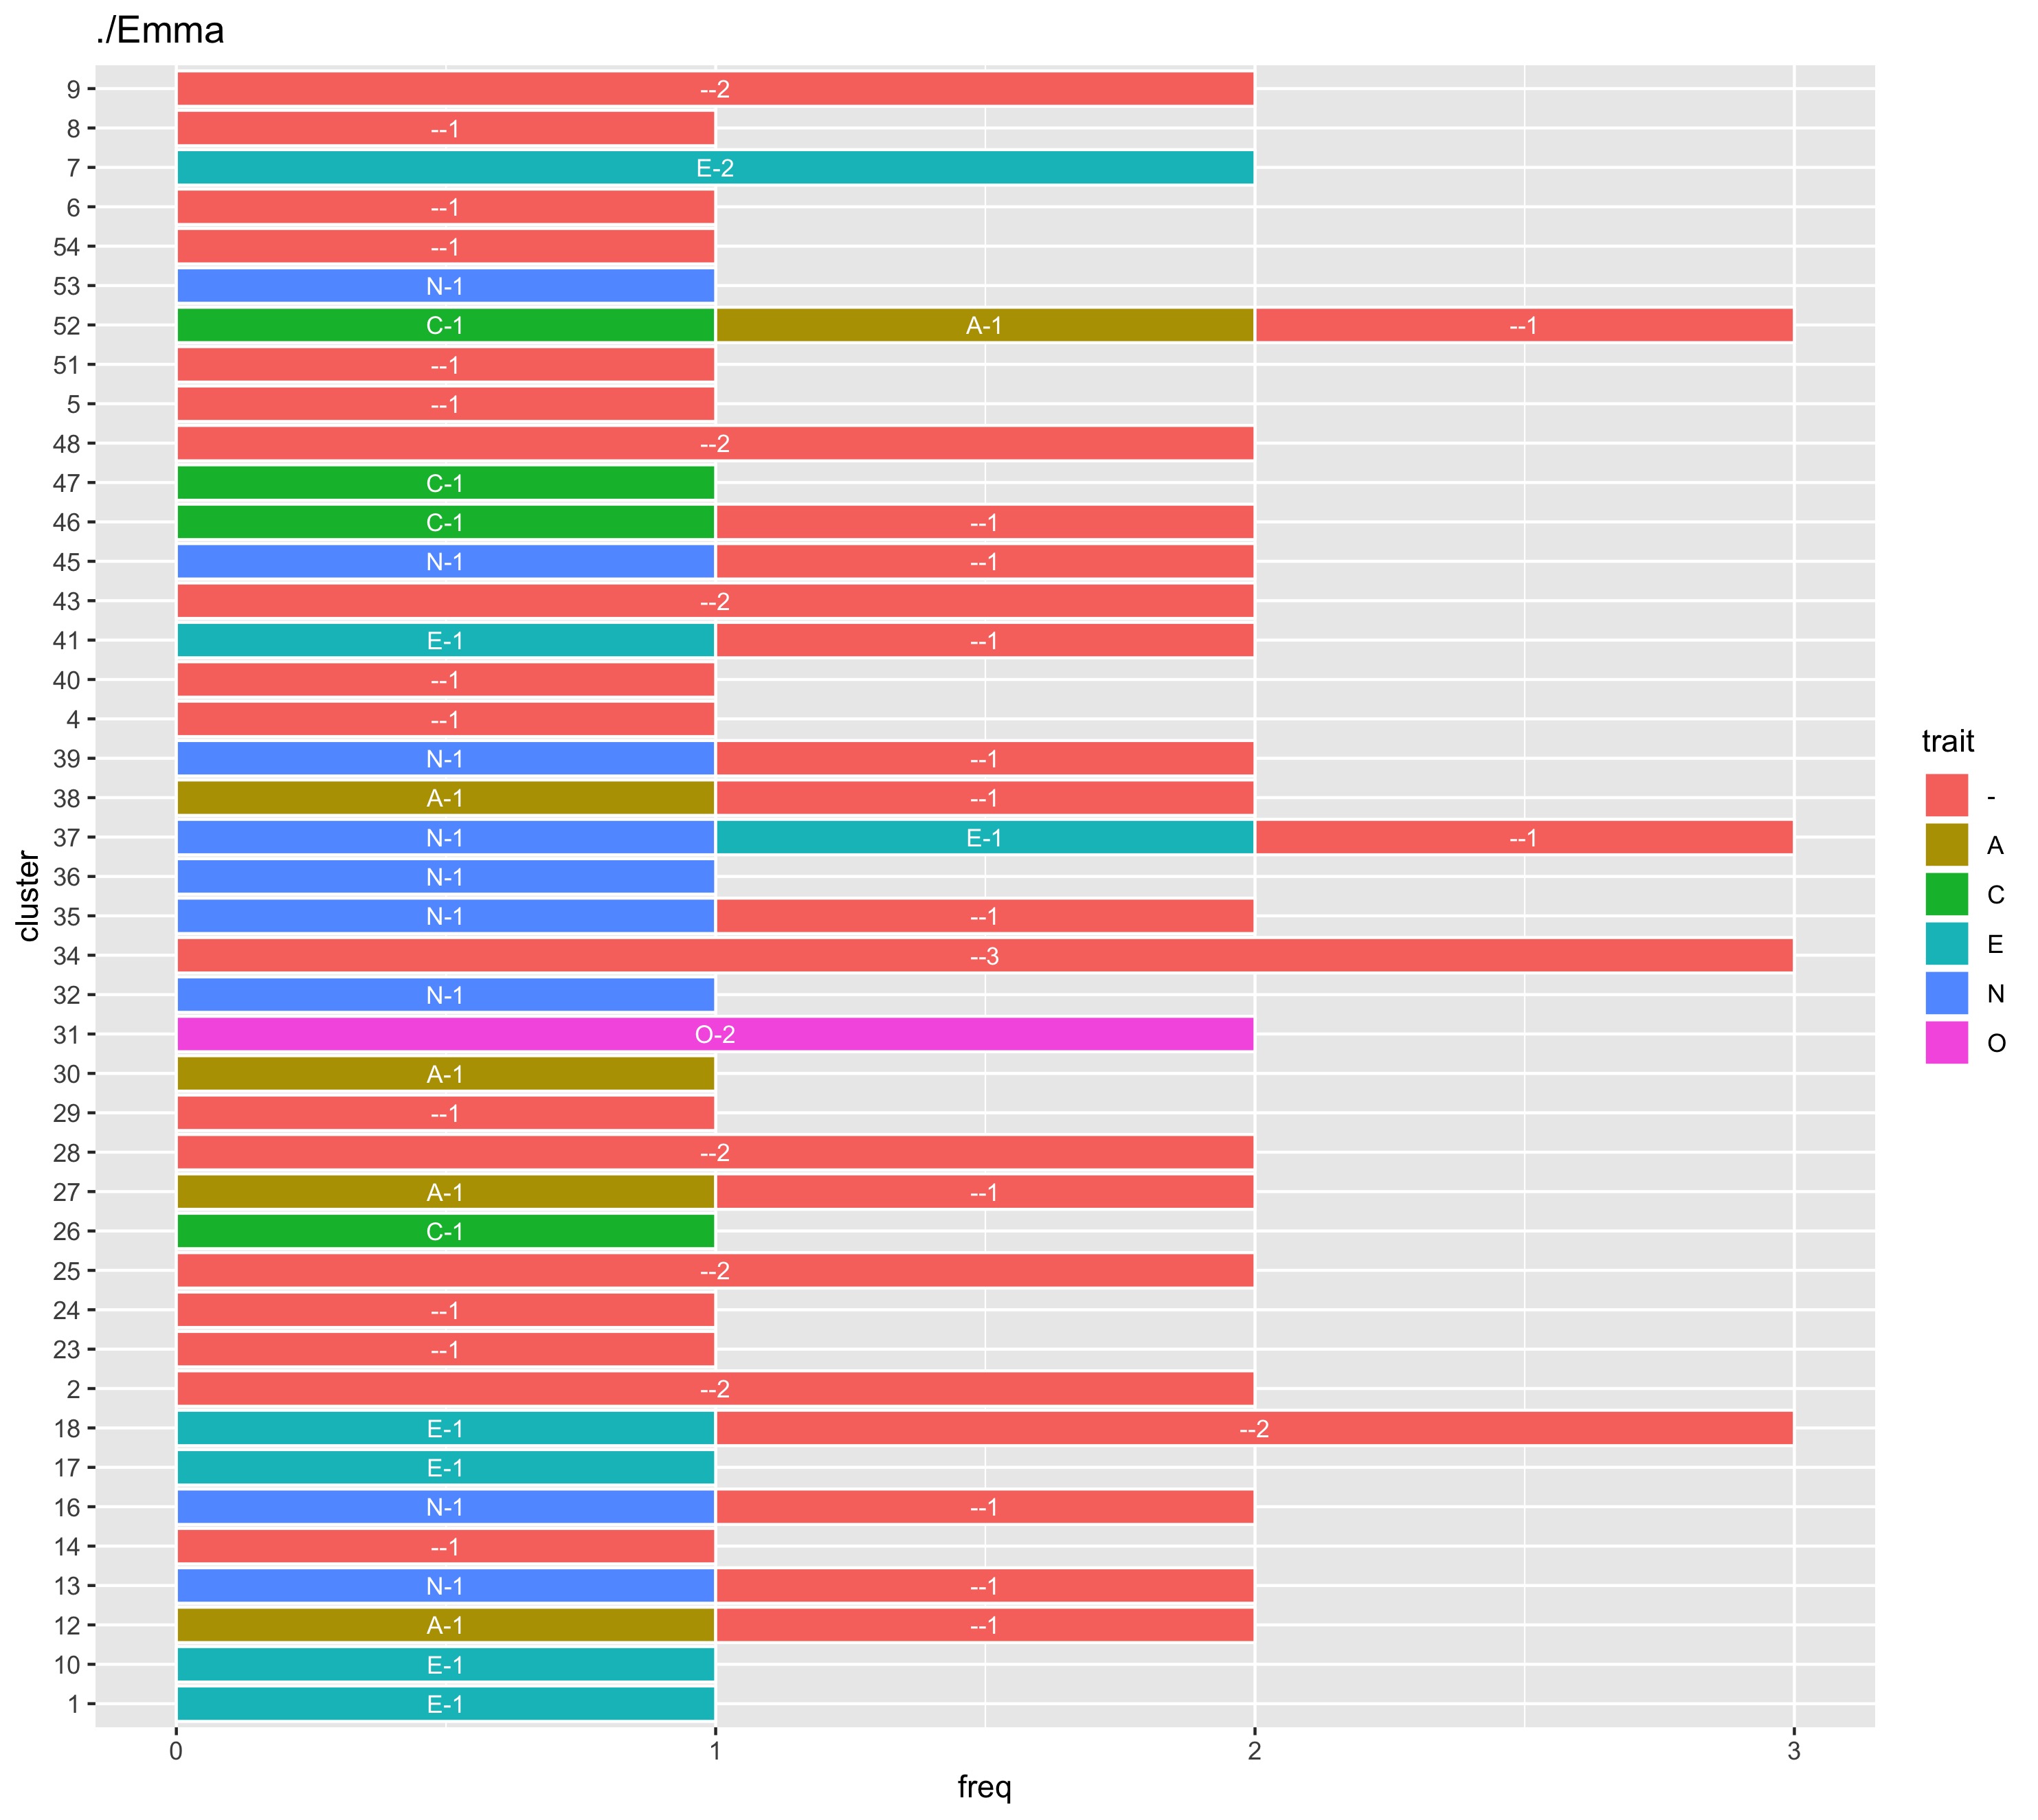 ./Emma
9 --2
8 --1
7 E-2
6 --1
54 --1
53 N-1
52 C-1 A-1 --1
51 --1
5 --1
48 --2
47 C-1
46 C-1 --1
45 N-1 --1
43 --2
41 E-1 --1
40 --1
4 --1
39 N-1 --1
38 A-1 --1
37 N-1 E-1 --1
36 N-1
35 N-1 --1
34 --3
32 N-1
31 O-2
30 A-1
29 --1
28 --2
27 A-1 --1
26 C-1
25 --2
24 --1
23 --1
2 --2
18 E-1 --2
17 E-1
16 N-1 --1
14 --1
13 N-1 --1
12 A-1 --1
10 E-1
1 E-1
0 1 2 3
freq
cluster
trait
-
A
C
E
N
O